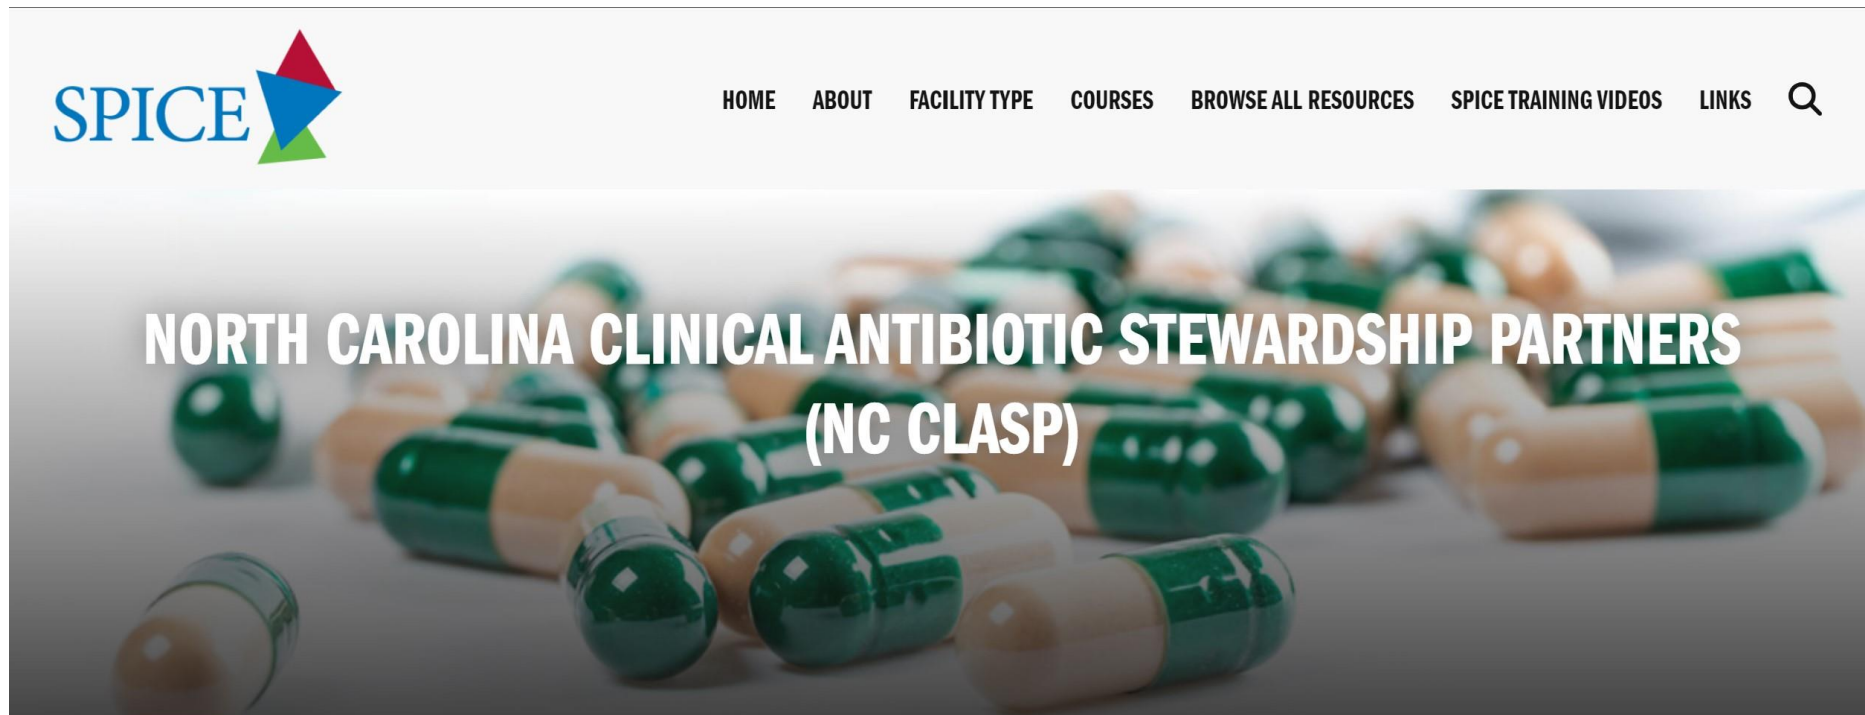 SPICE
HOME ABOUT FACILITY TYPE COURSES BROWSE ALL RESOURCES SPICE TRAINING VIDEOS LINKS
NORTH CAROLINA CLINICAL ANTIBIOTIC STEWARDSHIP PARTNERS
(NC CLASP)